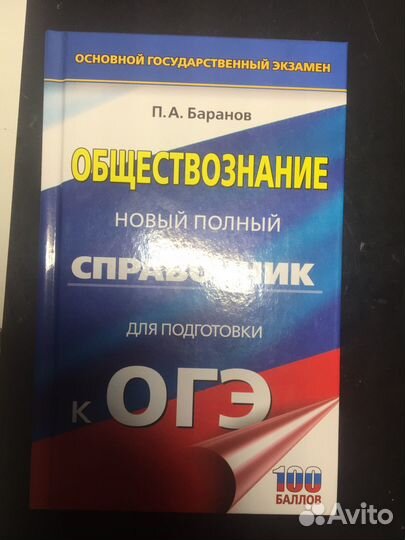 ОСНОВНОЙ ГОСУДАРСТВЕННЫЙ ЭКЗАМЕН
П.А. Баранов
ОБЩЕСТВОЗНАНИЕ
НОВЫЙ ПОЛНЫЙ
СПРАВОЧНИК
ДЛЯ ПОДГОТОВКИ
К ОГЭ
100
БАЛЛОВ
Avito